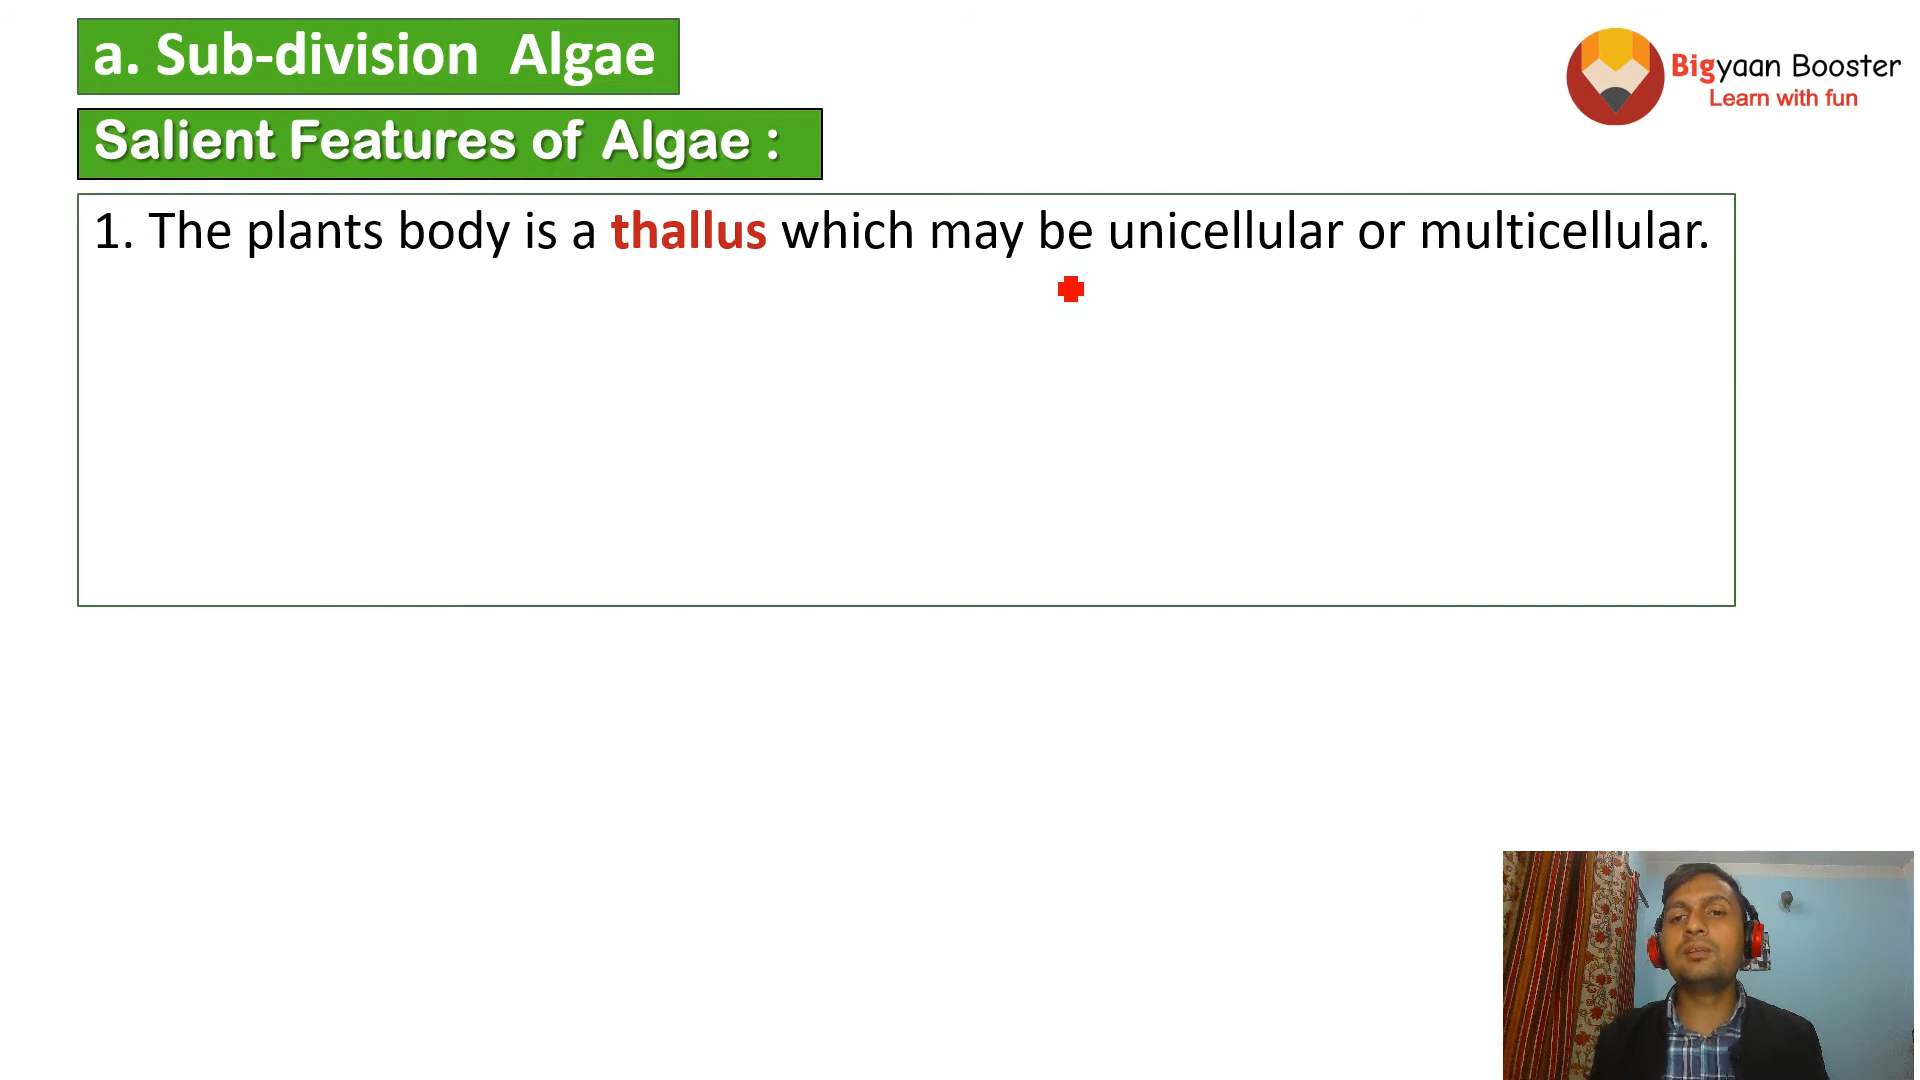 a. Sub-division Algae
Bigyaan Booster
Learn with fun
Salient Features of Algae :
1. The plants body is a thallus which may be unicellular or multicellular.